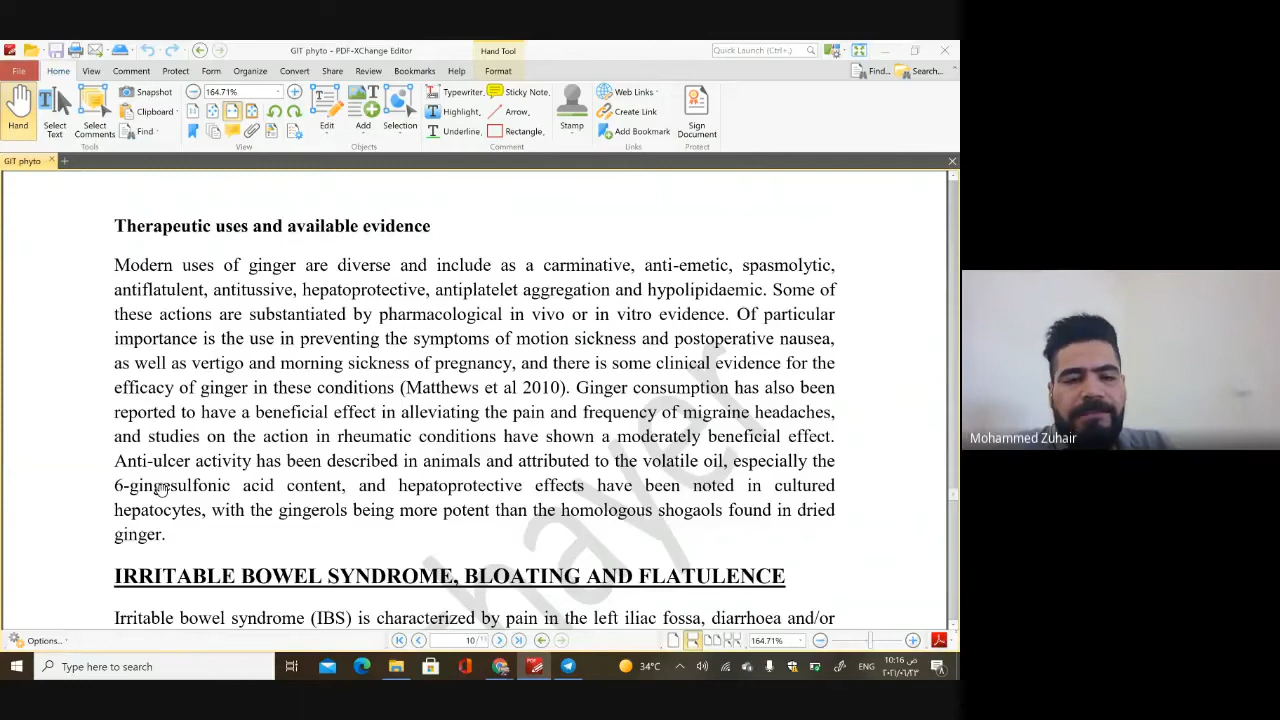 GIT phyto - PDF-XChange Editor
Hand Tool
Quick Launch (Ctrl+.)
File
Home
View
Comment
Protect
Form
Organize
Convert
Share
Review
Bookmarks
Help
Format
Find...
Search...
Hand
Select Text
Select Comments
Snapshot
Clipboard
Find
Tools
164.71%
View
Edit
Add
Selection
Objects
Typewriter
Highlight
Underline
Sticky Note
Arrow
Rectangle
Comment
Stamp
Web Links
Create Link
Add Bookmark
Links
Sign Document
Protect
GIT phyto
Therapeutic uses and available evidence
Modern uses of ginger are diverse and include as a carminative, anti-emetic, spasmolytic,
antiflatulent, antitussive, hepatoprotective, antiplatelet aggregation and hypolipidaemic. Some of
these actions are substantiated by pharmacological in vivo or in vitro evidence. Of particular
importance is the use in preventing the symptoms of motion sickness and postoperative nausea,
as well as vertigo and morning sickness of pregnancy, and there is some clinical evidence for the
efficacy of ginger in these conditions (Matthews et al 2010). Ginger consumption has also been
reported to have a beneficial effect in alleviating the pain and frequency of migraine headaches,
and studies on the action in rheumatic conditions have shown a moderately beneficial effect.
Anti-ulcer activity has been described in animals and attributed to the volatile oil, especially the
6-gingesulfonic acid content, and hepatoprotective effects have been noted in cultured
hepatocytes, with the gingerols being more potent than the homologous shogaols found in dried
ginger.
IRRITABLE BOWEL SYNDROME, BLOATING AND FLATULENCE
Irritable bowel syndrome (IBS) is characterized by pain in the left iliac fossa, diarrhoea and/or
hayer
Mohammed Zuhair
Options...
10
164.71%
Type here to search
34°C
ENG
10:16 ص